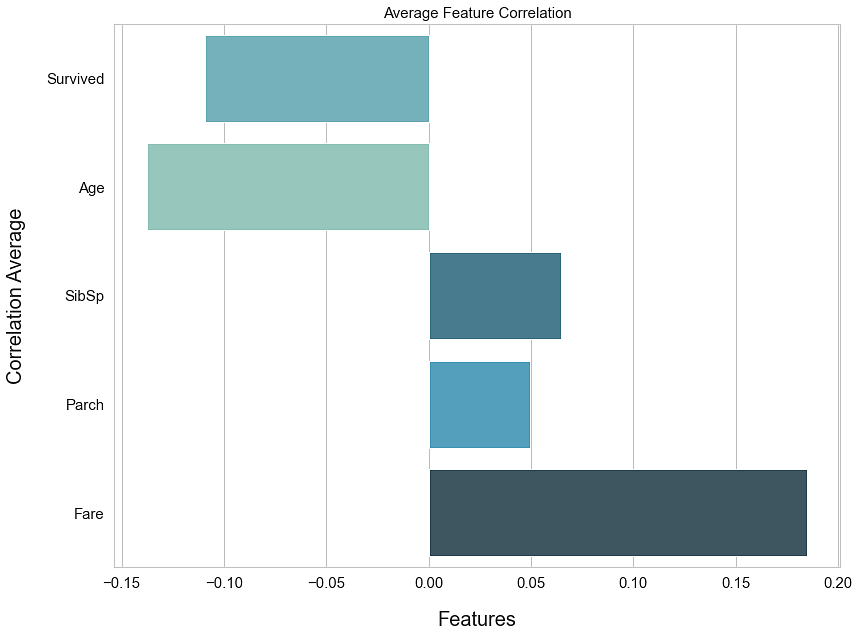 Average Feature Correlation
Survived
Age
SibSp
Parch
Fare
Correlation Average
−0.15 −0.10 −0.05 0.00 0.05 0.10 0.15 0.20
Features